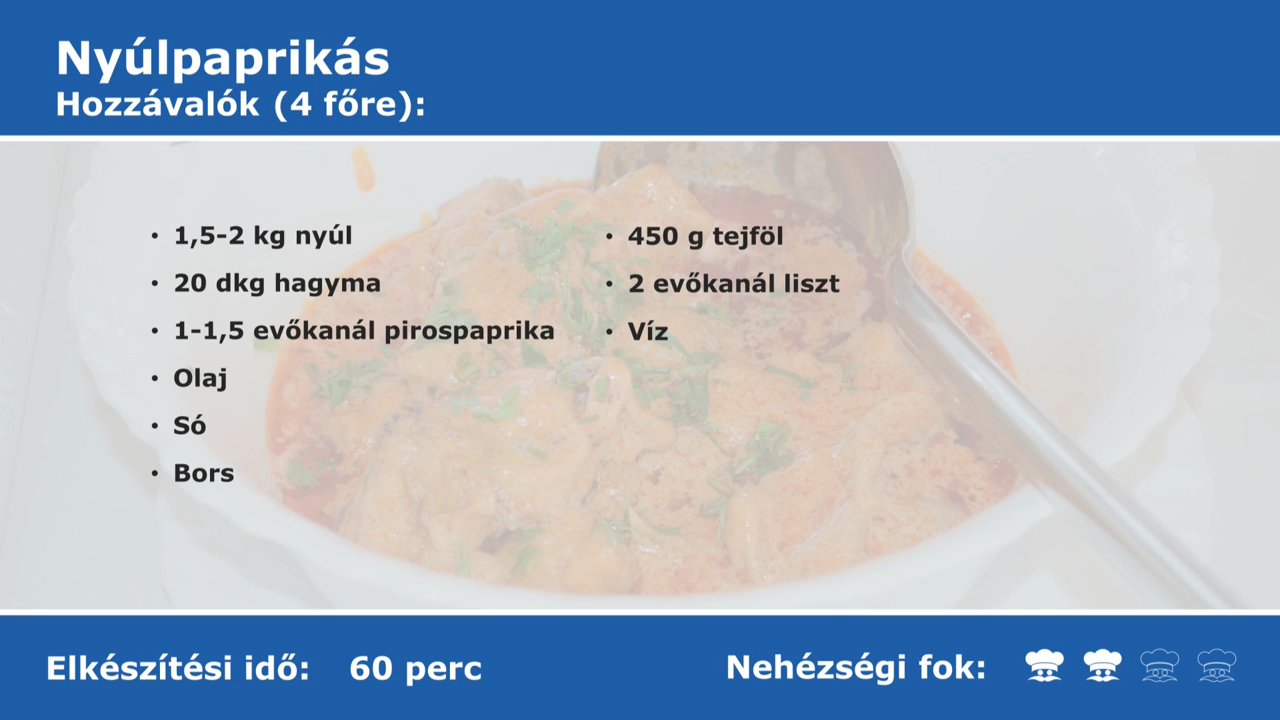 Nyúlpaprikás
Hozzávalók (4 főre):
• 1,5-2 kg nyúl
• 20 dkg hagyma
• 1-1,5 evőkanál pirospaprika
• Olaj
• Só
• Bors
• 450 g tejföl
• 2 evőkanál liszt
• Víz
Elkészítési idő: 60 perc
Nehézségi fok: